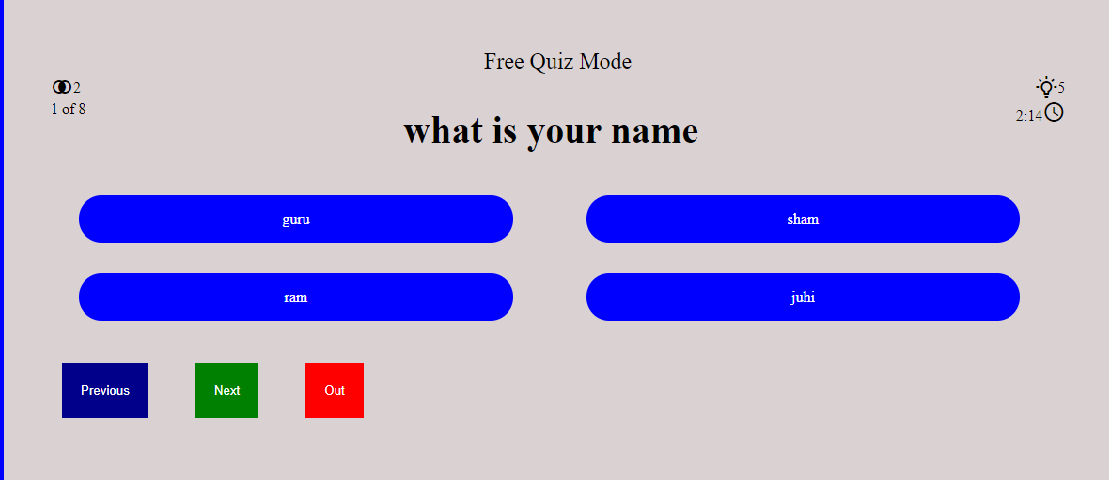 Free Quiz Mode
2
5
1 of 8
2:14
what is your name
guru
sham
ram
juhi
Previous
Next
Out